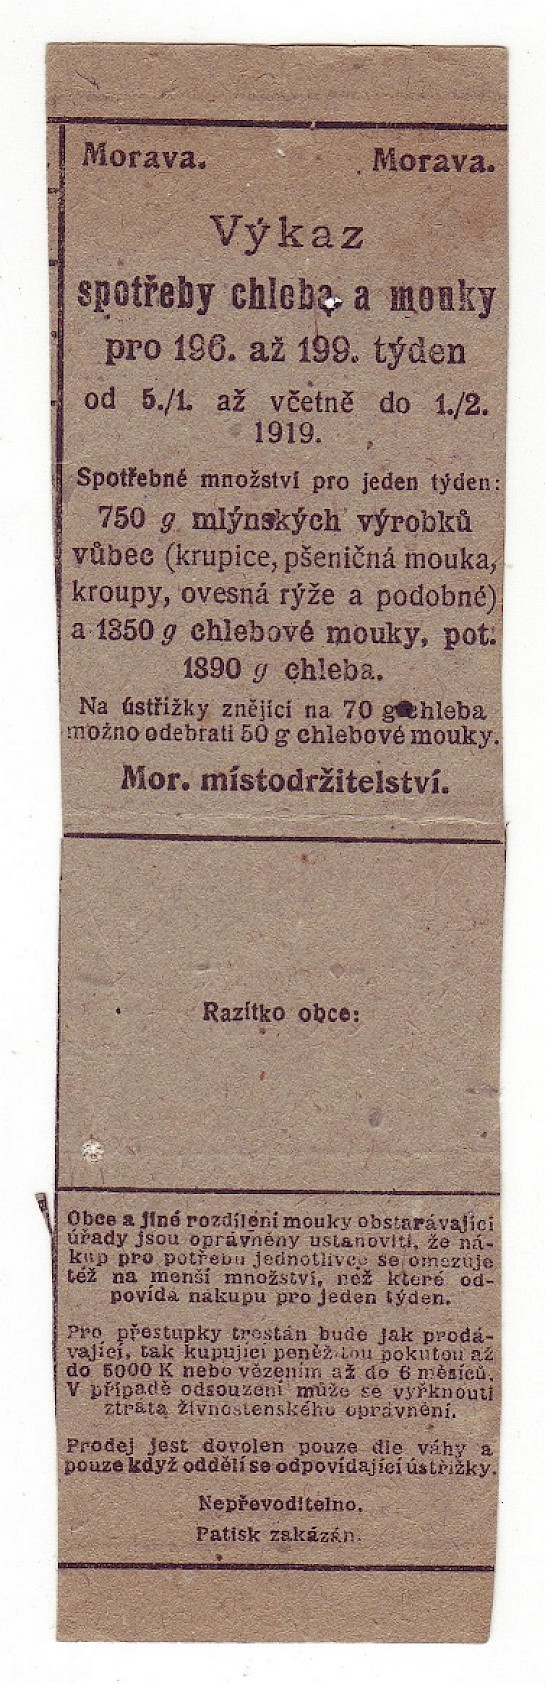 Morava. Morava.
Výkaz
spotřeby chleba a mouky
pro 196. až 199. týden
od 5./1. až včetně do 1./2.
1919.
Spotřebné množství pro jeden týden:
750 g mlýnských výrobků
vůbec (krupice, pšeničná mouka,
kroupy, ovesná rýže a podobné)
a 1350 g chlebové mouky, pot.
1890 g chleba.
Na ústřižky znějící na 70 g chleba
možno odebrati 50 g chlebové mouky.
Mor. místodržitelství.
Razítko obce:
Obce a jiné rozdílení mouky obstarávající
úřady jsou oprávněny ustanoviti, že ná-
kup pro potřebu jednotlivce se omezuje
též na menší množství, než které od-
povídá nákupu pro jeden týden.
Pro přestupky trestán bude jak prodá-
vající, tak kupující peněžitou pokutou až
do 5000 K nebo vězením až do 6 měsíců.
V případě odsouzení může se vyřknouti
ztráta živnostenského oprávnění.
Prodej jest dovolen pouze dle váhy a
pouze když oddělí se odpovídající ústřižky.
Nepřevoditelno.
Patisk zakázán.